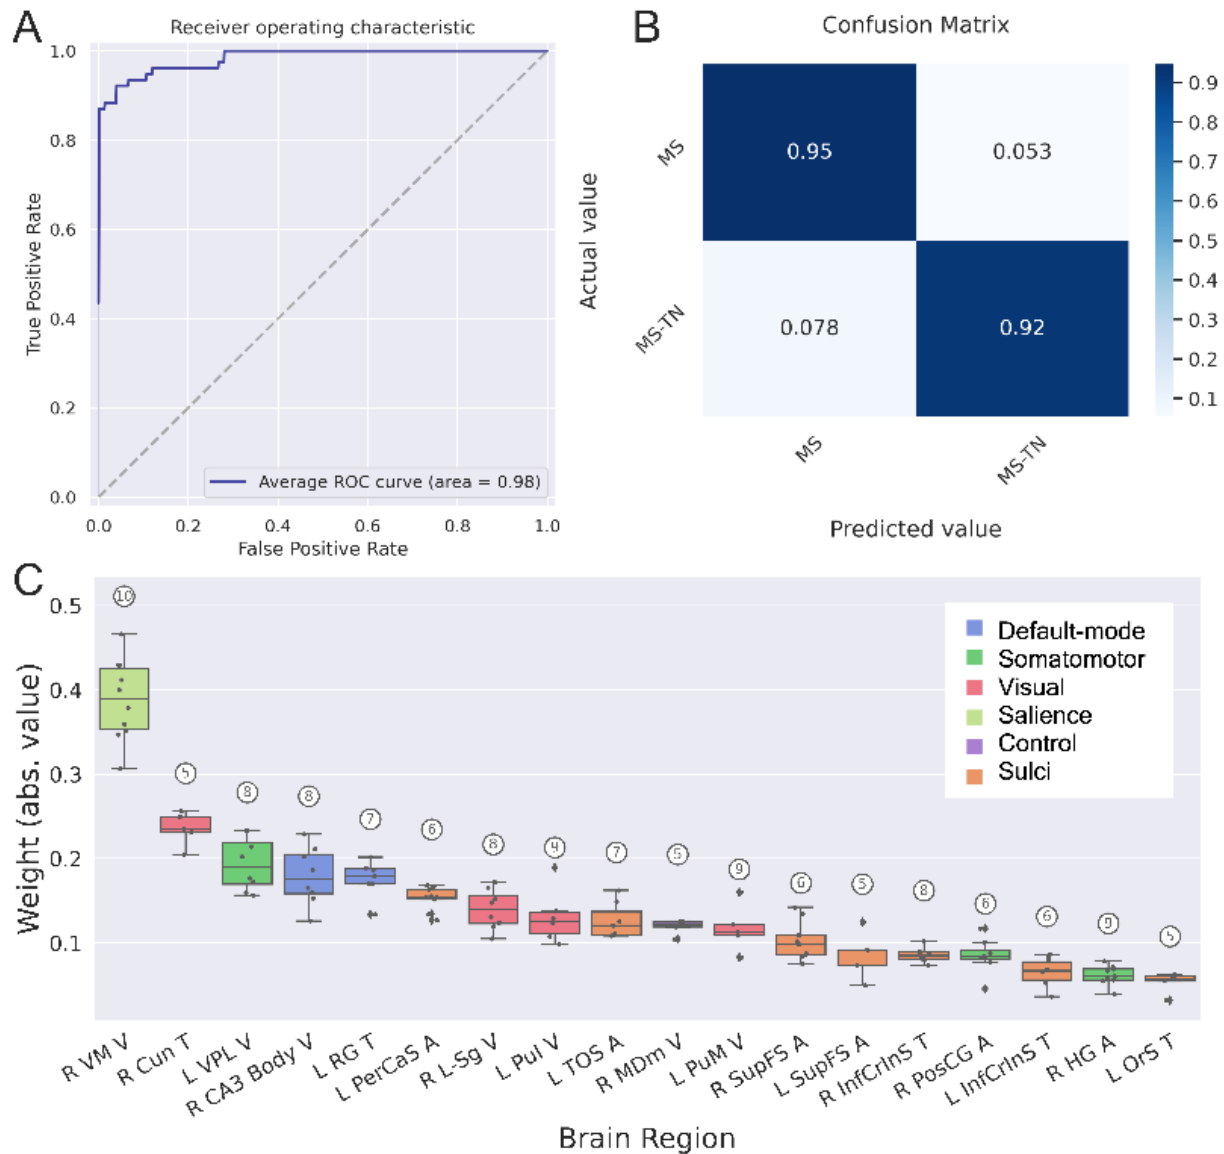 A
Receiver operating characteristic
1.0
0.8
0.6
0.4
0.2
0.0
True Positive Rate
Average ROC curve (area = 0.98)
0.0 0.2 0.4 0.6 0.8 1.0
False Positive Rate
B
Confusion Matrix
Actual value
MS
MS-TN
0.95 0.053
0.078 0.92
MS MS-TN
Predicted value
0.9
0.8
0.7
0.6
0.5
0.4
0.3
0.2
0.1
C
Weight (abs. value)
0.5
0.4
0.3
0.2
0.1
10 5 8 8 7 6 8 9 7 5 9 6 5 8 6 6 9 5
Default-mode
Somatomotor
Visual
Salience
Control
Sulci
R VM V
R Cun T
L VPL V
R CA3 Body V
L RG T
L PerCaS A
R L-Sg V
L Pul V
L TOS A
R MDm V
L PuM V
R SupFS A
L SupFS A
R InfCrInS T
R PosCG A
L InfCrInS T
R HG A
L OrS T
Brain Region